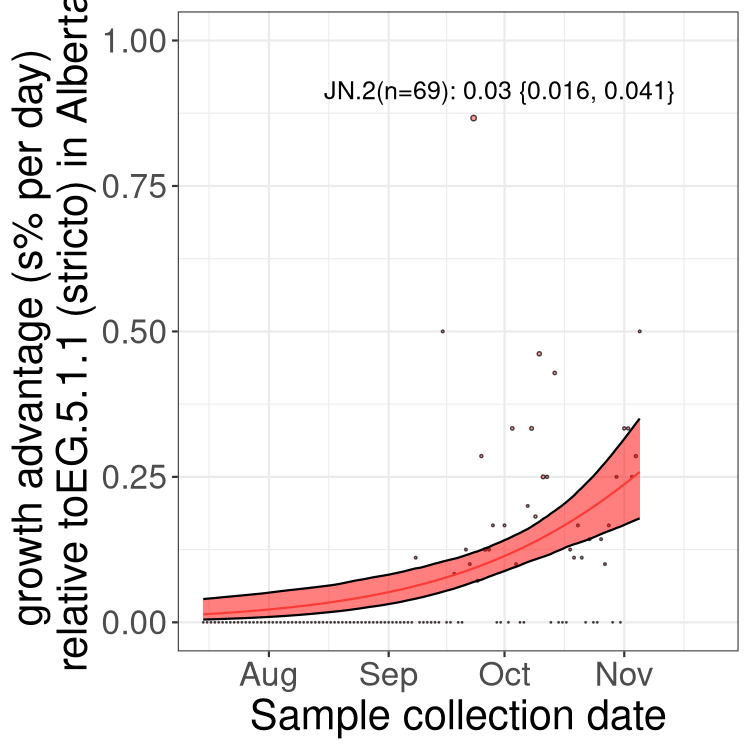 growth advantage (s% per day)
relative toEG.5.1.1 (stricto) in Alberta
1.00
0.75
0.50
0.25
0.00
JN.2(n=69): 0.03 {0.016, 0.041}
Aug Sep Oct Nov
Sample collection date